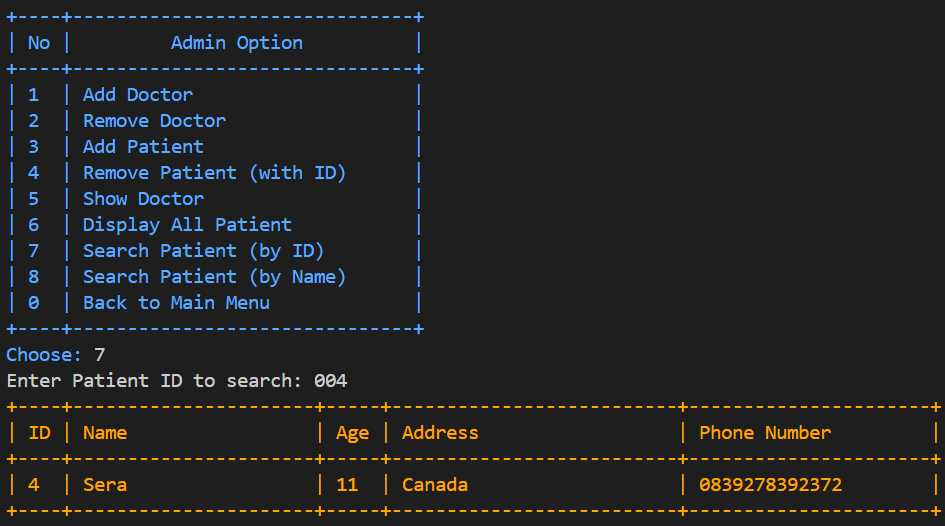 +----+-------------------------------+
| No |         Admin Option          |
+----+-------------------------------+
| 1  | Add Doctor                    |
| 2  | Remove Doctor                 |
| 3  | Add Patient                   |
| 4  | Remove Patient (with ID)      |
| 5  | Show Doctor                   |
| 6  | Display All Patient           |
| 7  | Search Patient (by ID)        |
| 8  | Search Patient (by Name)      |
| 0  | Back to Main Menu             |
+----+-------------------------------+
Choose: 7
Enter Patient ID to search: 004
+----+----------------------+-----+--------------------------+----------------------+
| ID | Name                 | Age | Address                  | Phone Number         |
+----+----------------------+-----+--------------------------+----------------------+
| 4  | Sera                 | 11  | Canada                   | 0839278392372        |
+----+----------------------+-----+--------------------------+----------------------+